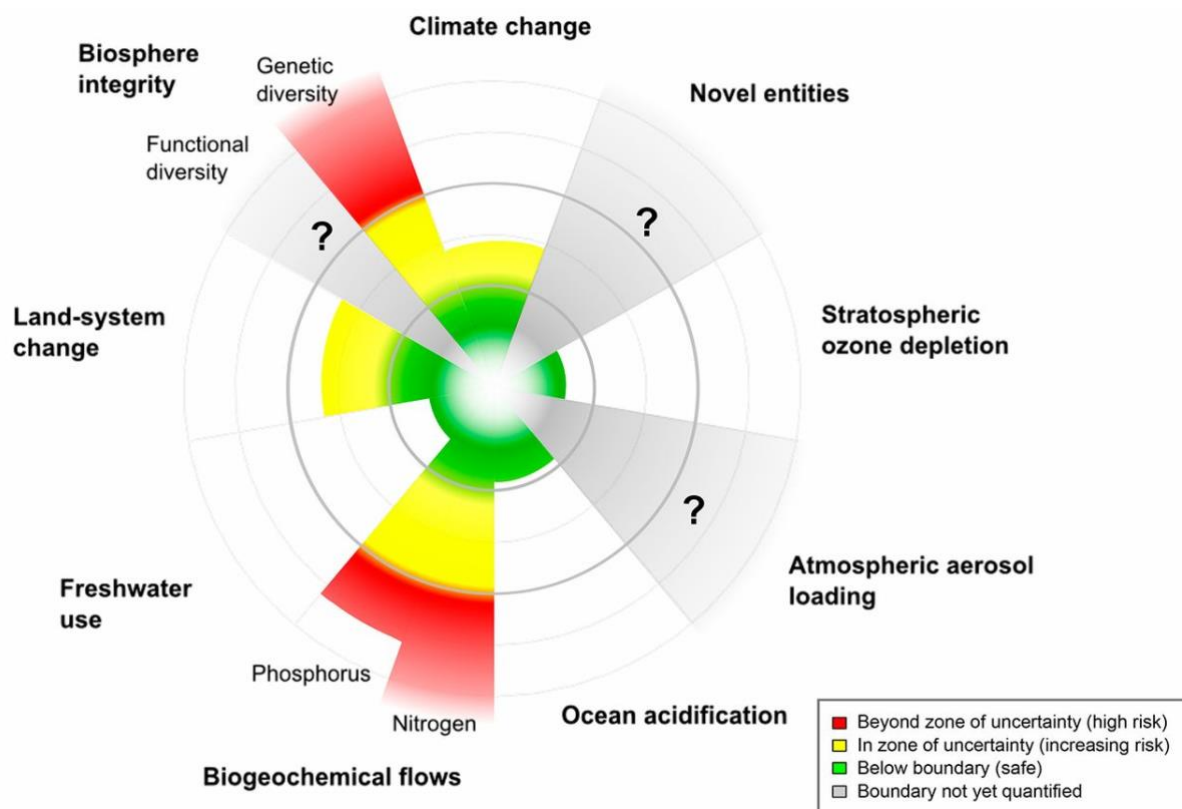 Climate change
Biosphere
integrity
Genetic
diversity
Novel entities
Functional
diversity
?
?
Land-system
change
Stratospheric
ozone depletion
?
Atmospheric aerosol
loading
Freshwater
use
Phosphorus
Nitrogen
Ocean acidification
Biogeochemical flows
Beyond zone of uncertainty (high risk)
In zone of uncertainty (increasing risk)
Below boundary (safe)
Boundary not yet quantified